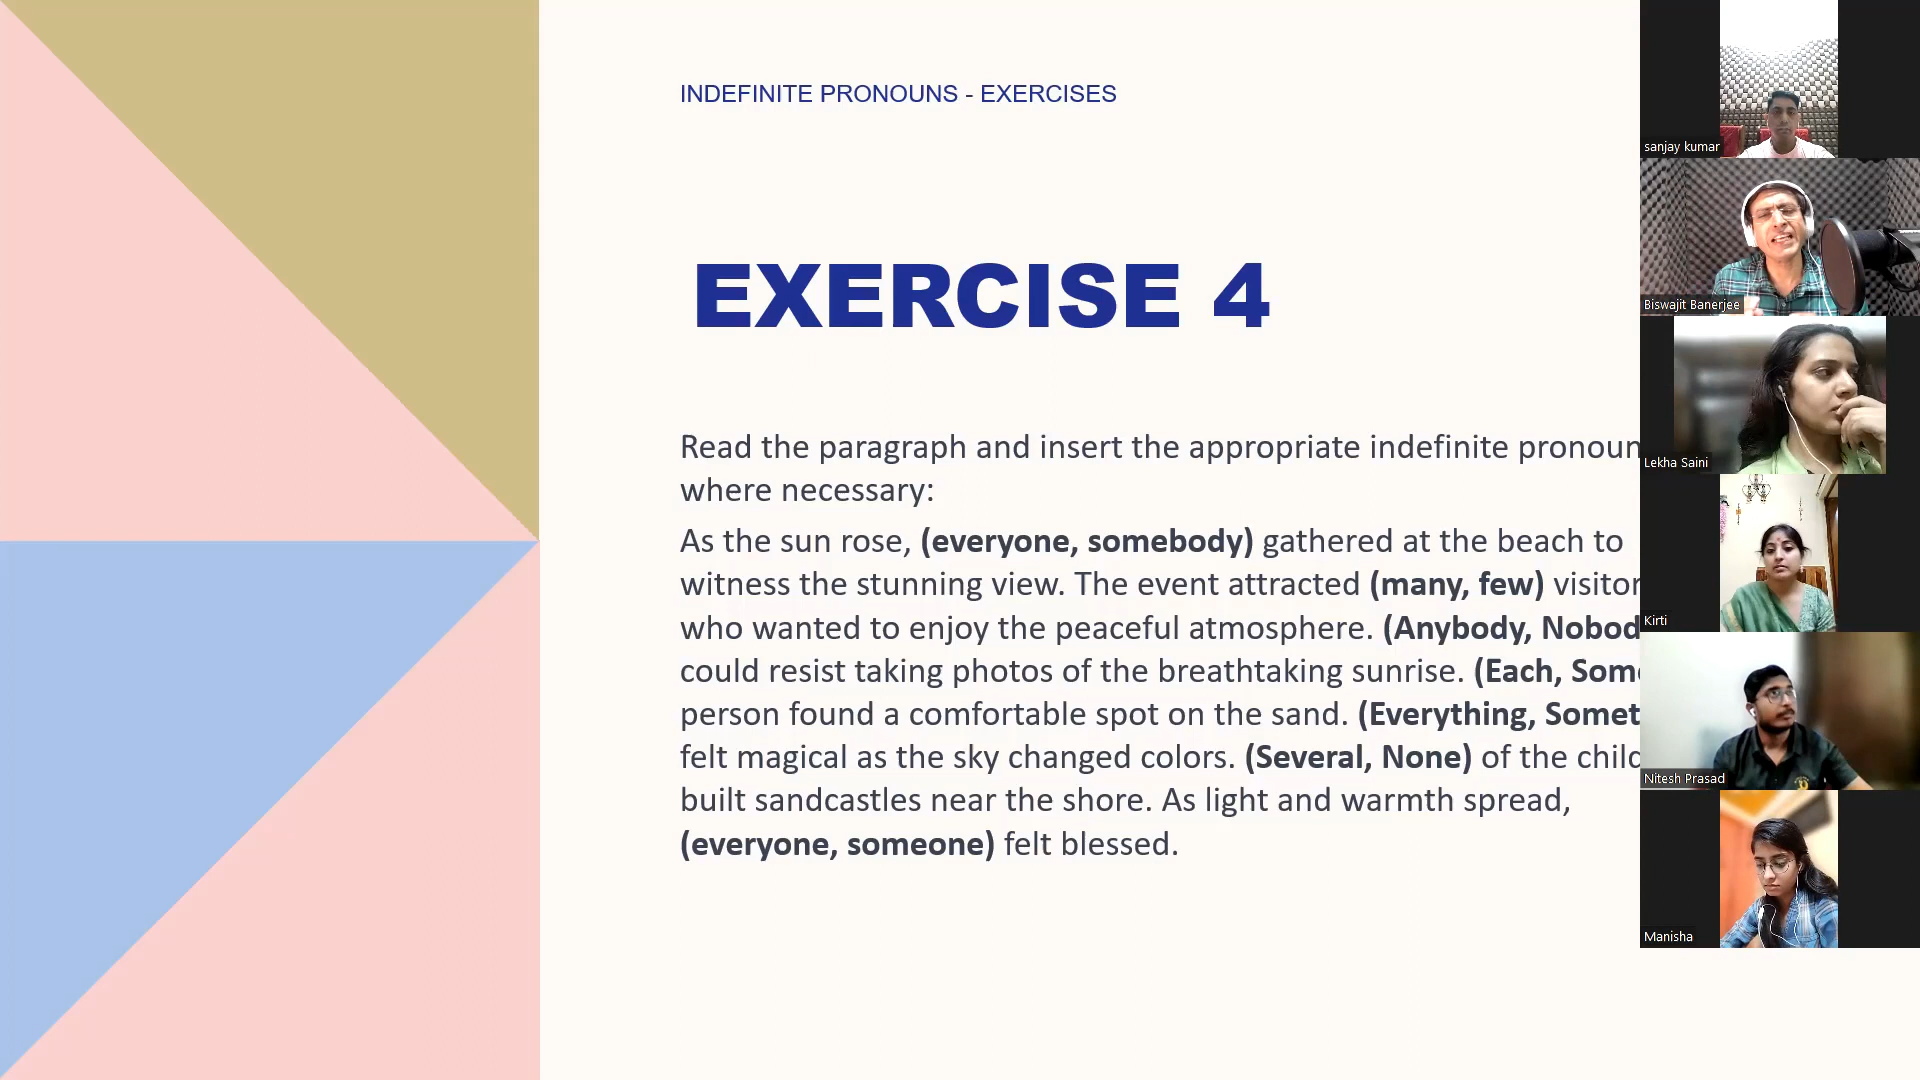 INDEFINITE PRONOUNS - EXERCISES
EXERCISE 4
Read the paragraph and insert the appropriate indefinite pronoun
where necessary:
As the sun rose, (everyone, somebody) gathered at the beach to
witness the stunning view. The event attracted (many, few) visitor
who wanted to enjoy the peaceful atmosphere. (Anybody,
could resist taking photos of the breathtaking sunrise. (Each,
person found a comfortable spot on the sand. (Everything,
felt magical as the sky changed colors. (Several, None) of the
built sandcastles near the shore. As light and warmth spread,
(everyone, someone) felt blessed.
sanjay kumar
Biswajit Banerjee
Lekha Saini
Kirti
Nitesh Prasad
Manisha